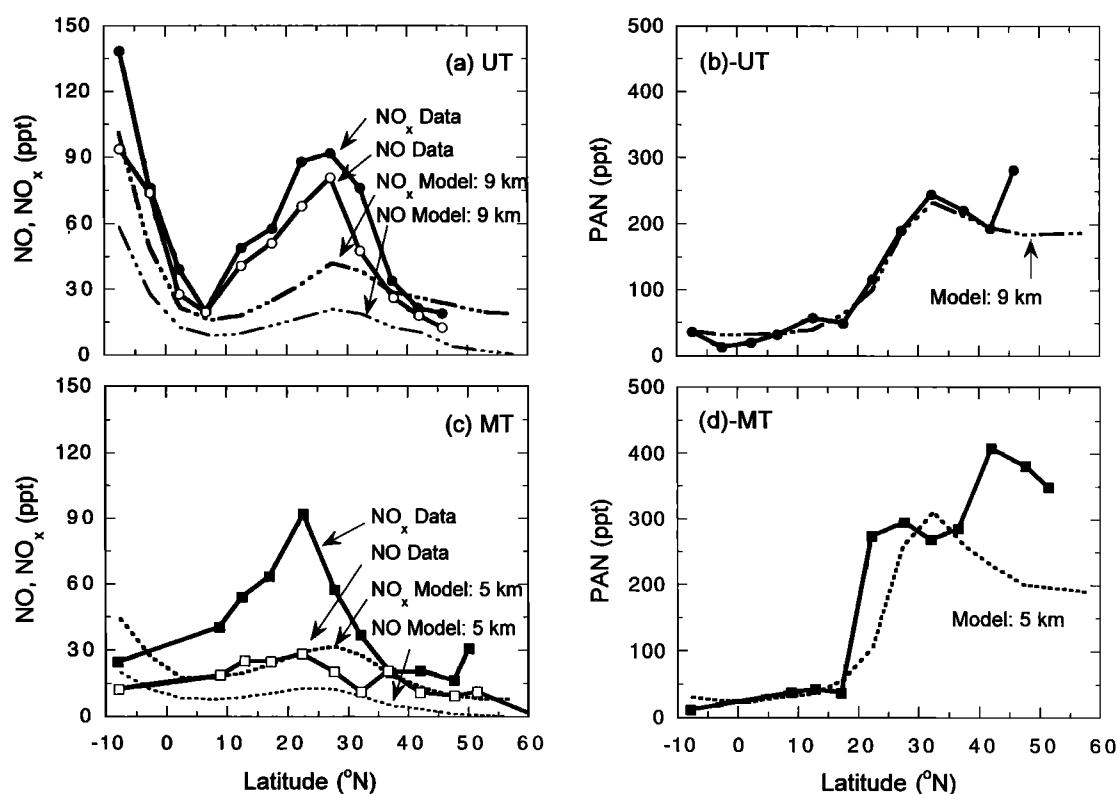 (a) UT
NO, NOx (ppt)
150
120
90
60
30
0
NOx Data
NO Data
NOx Model: 9 km
NO Model: 9 km
(b)-UT
PAN (ppt)
500
400
300
200
100
0
Model: 9 km
(c) MT
NO, NOx (ppt)
150
120
90
60
30
0
NOx Data
NO Data
NOx Model: 5 km
NO Model: 5 km
-10 0 10 20 30 40 50 60
Latitude (°N)
(d)-MT
PAN (ppt)
500
400
300
200
100
0
Model: 5 km
-10 0 10 20 30 40 50 60
Latitude (°N)